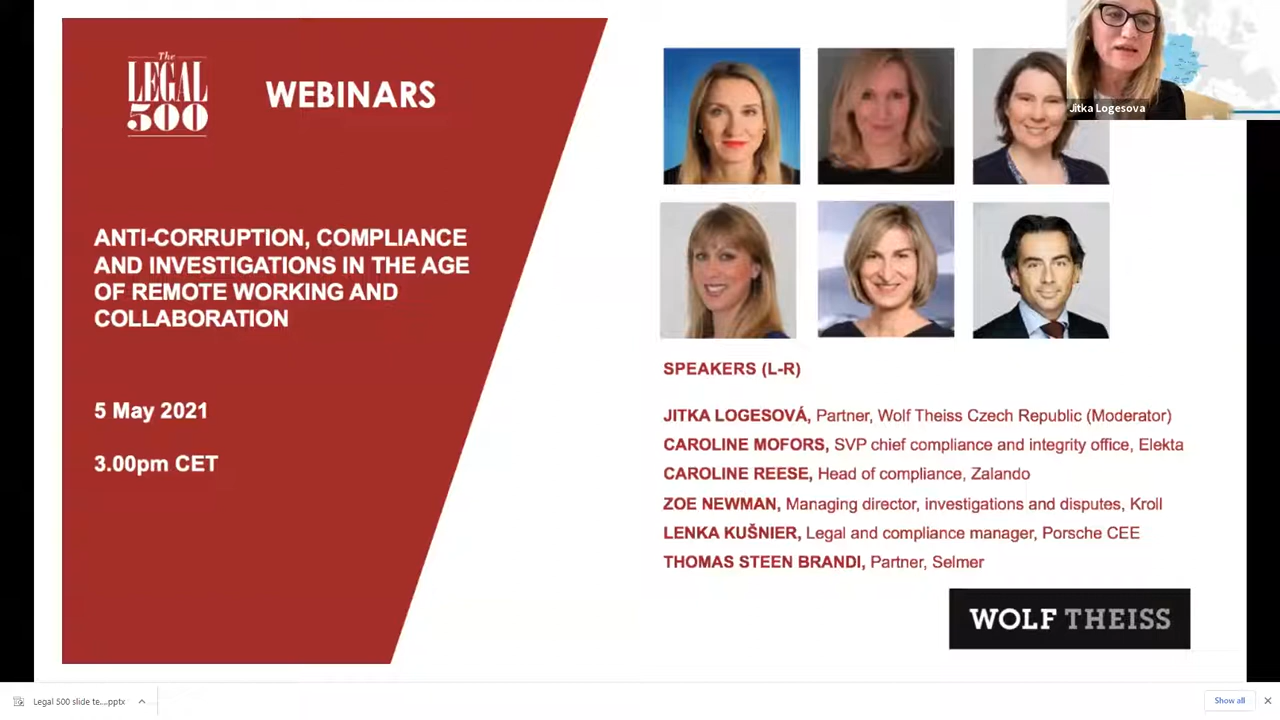 The
LEGAL
500
WEBINARS
ANTI-CORRUPTION, COMPLIANCE
AND INVESTIGATIONS IN THE AGE
OF REMOTE WORKING AND
COLLABORATION
5 May 2021
3.00pm CET
Jitka Logesova
SPEAKERS (L-R)
JITKA LOGESOVÁ, Partner, Wolf Theiss Czech Republic (Moderator)
CAROLINE MOFORS, SVP chief compliance and integrity office, Elekta
CAROLINE REESE, Head of compliance, Zalando
ZOE NEWMAN, Managing director, investigations and disputes, Kroll
LENKA KUŠNIER, Legal and compliance manager, Porsche CEE
THOMAS STEEN BRANDI, Partner, Selmer
WOLF THEISS
Legal 500 slide te....pptx
Show all